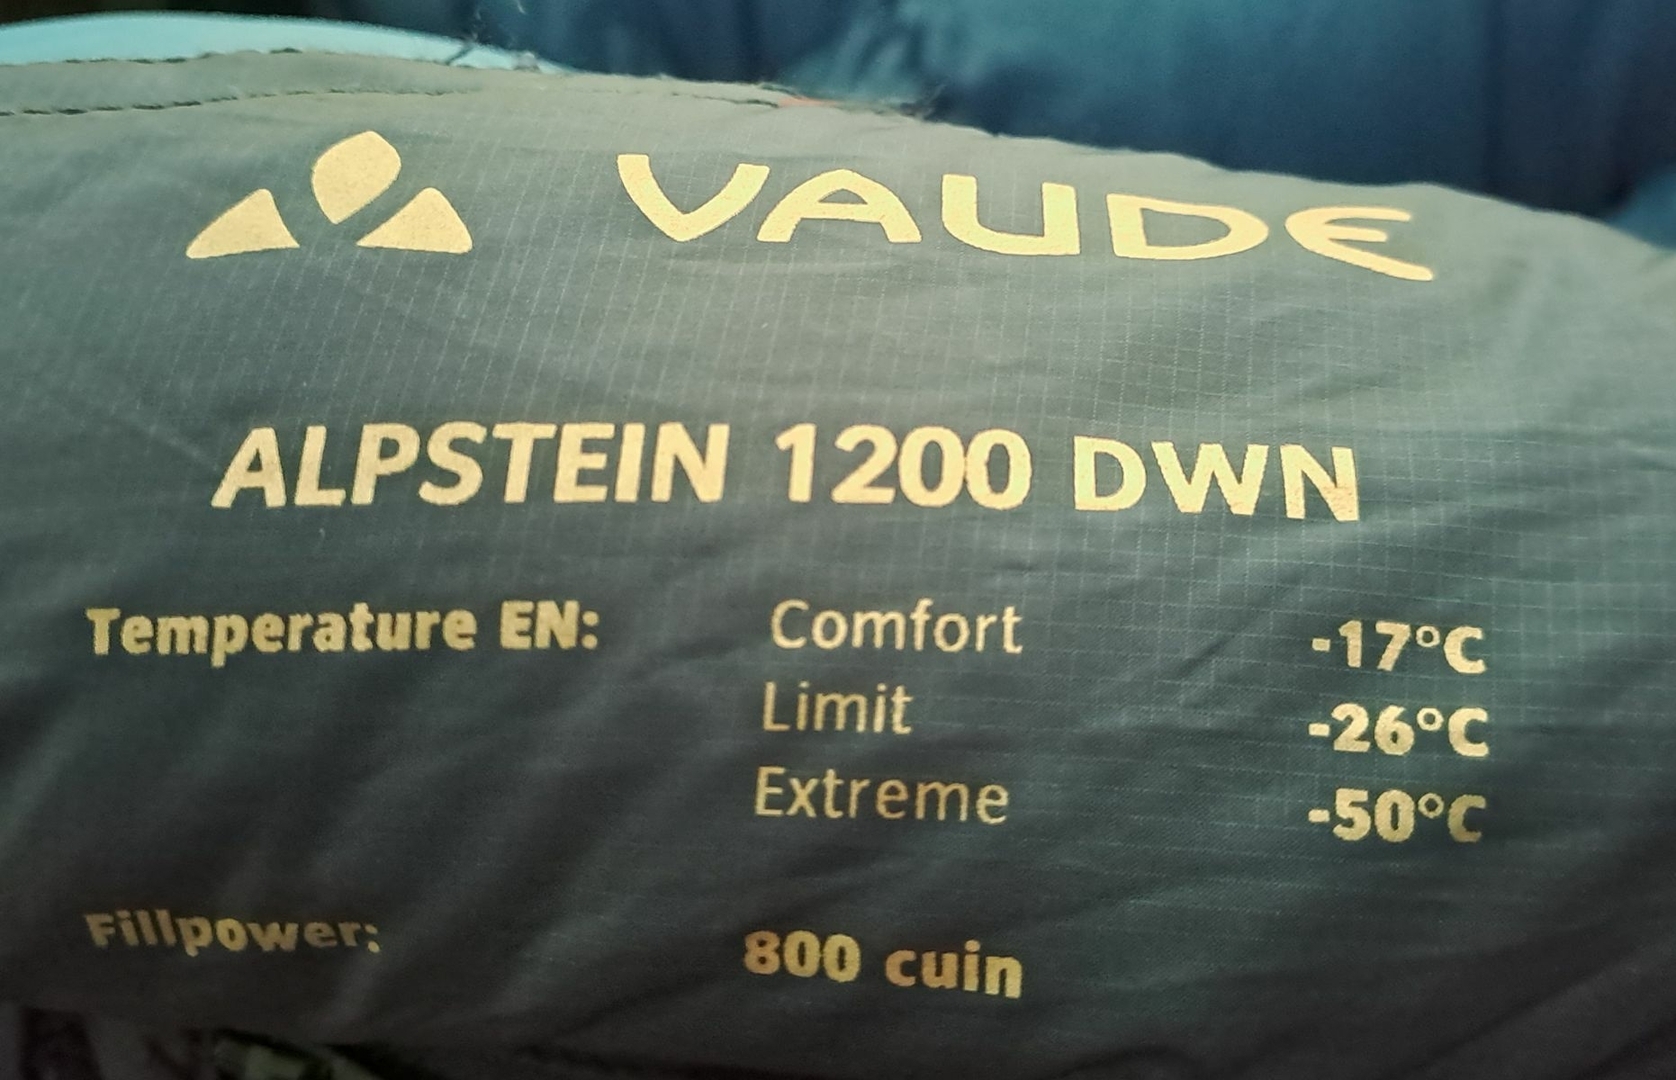 VAUDE
ALPSTEIN 1200 DWN
Temperature EN: Comfort -17°C
Limit -26°C
Extreme -50°C
Fillpower: 800 cuin